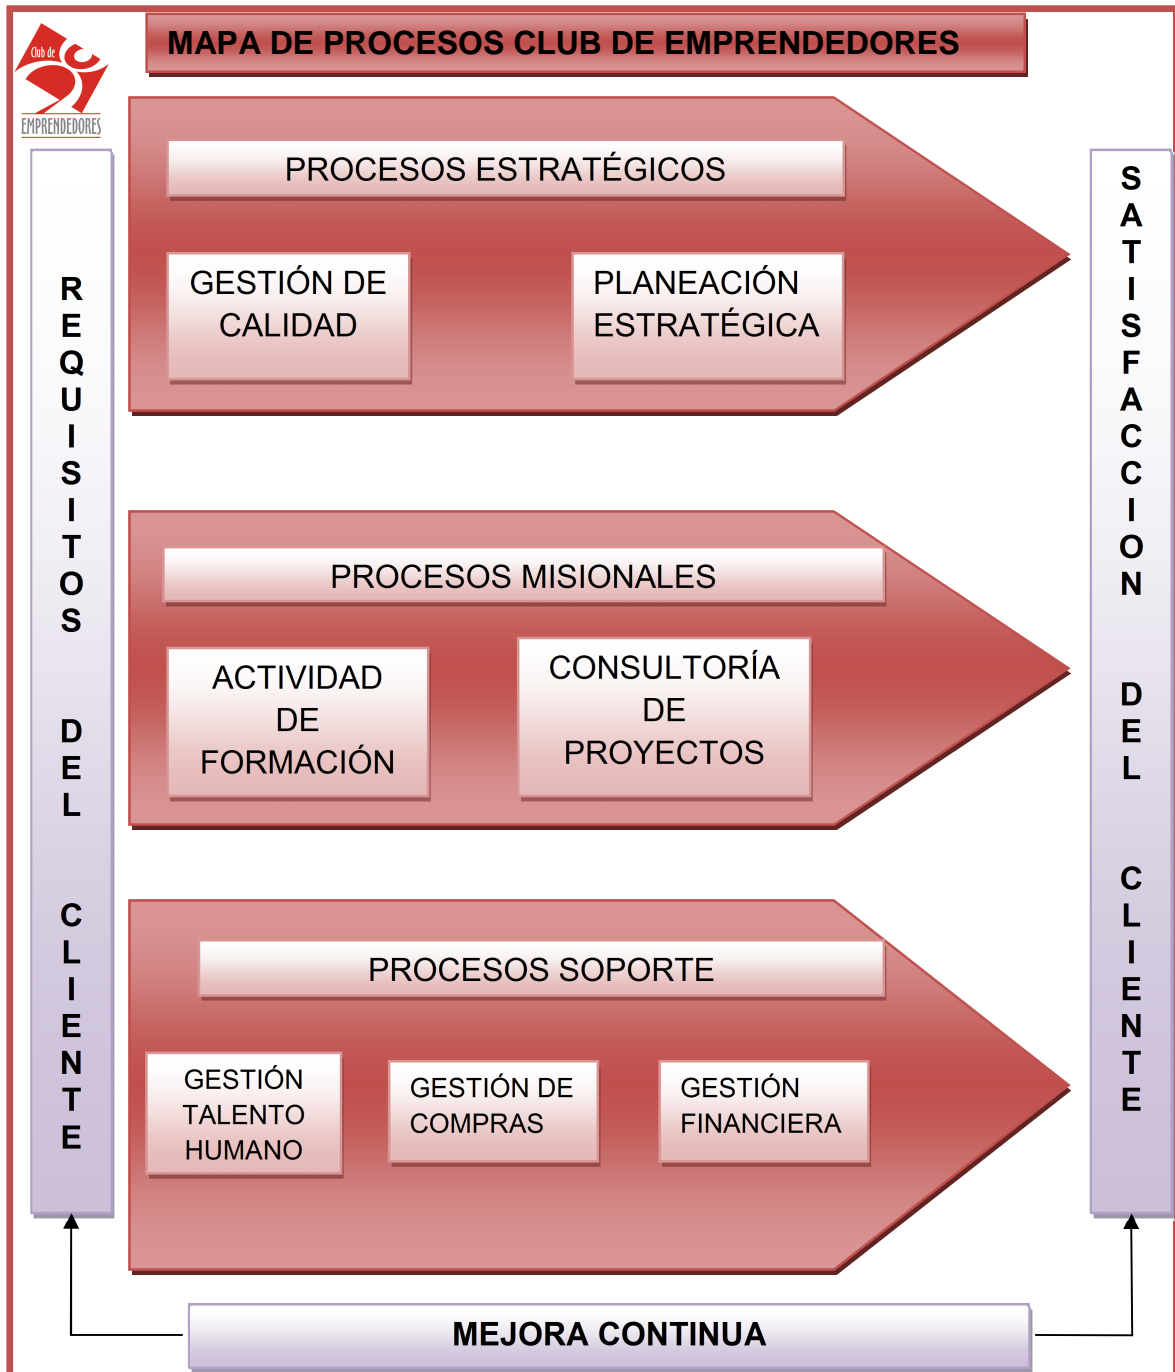 MAPA DE PROCESOS CLUB DE EMPRENDEDORES
Club de
EMPRENDEDORES
REQUISITOS DEL CLIENTE
PROCESOS ESTRATÉGICOS
GESTIÓN DE
CALIDAD
PLANEACIÓN
ESTRATÉGICA
PROCESOS MISIONALES
ACTIVIDAD
DE
FORMACIÓN
CONSULTORÍA
DE
PROYECTOS
PROCESOS SOPORTE
GESTIÓN
TALENTO
HUMANO
GESTIÓN DE
COMPRAS
GESTIÓN
FINANCIERA
SATISFACCION DEL CLIENTE
MEJORA CONTINUA